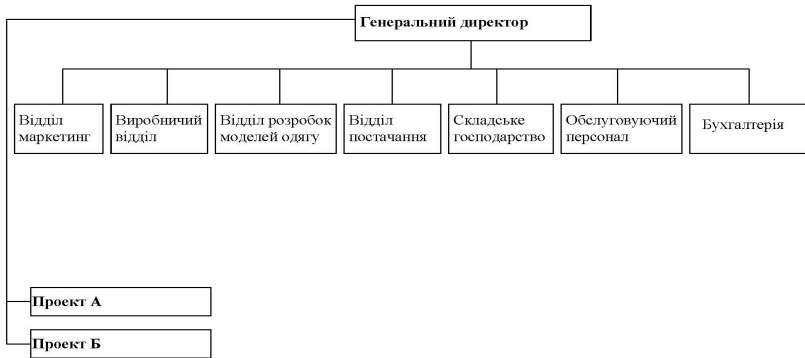 Генеральний директор
Відділ
маркетинг
Виробничий
відділ
Відділ розробок
моделей одягу
Відділ
постачання
Складське
господарство
Обслуговуючий
персонал
Бухгалтерія
Проект А
Проект Б